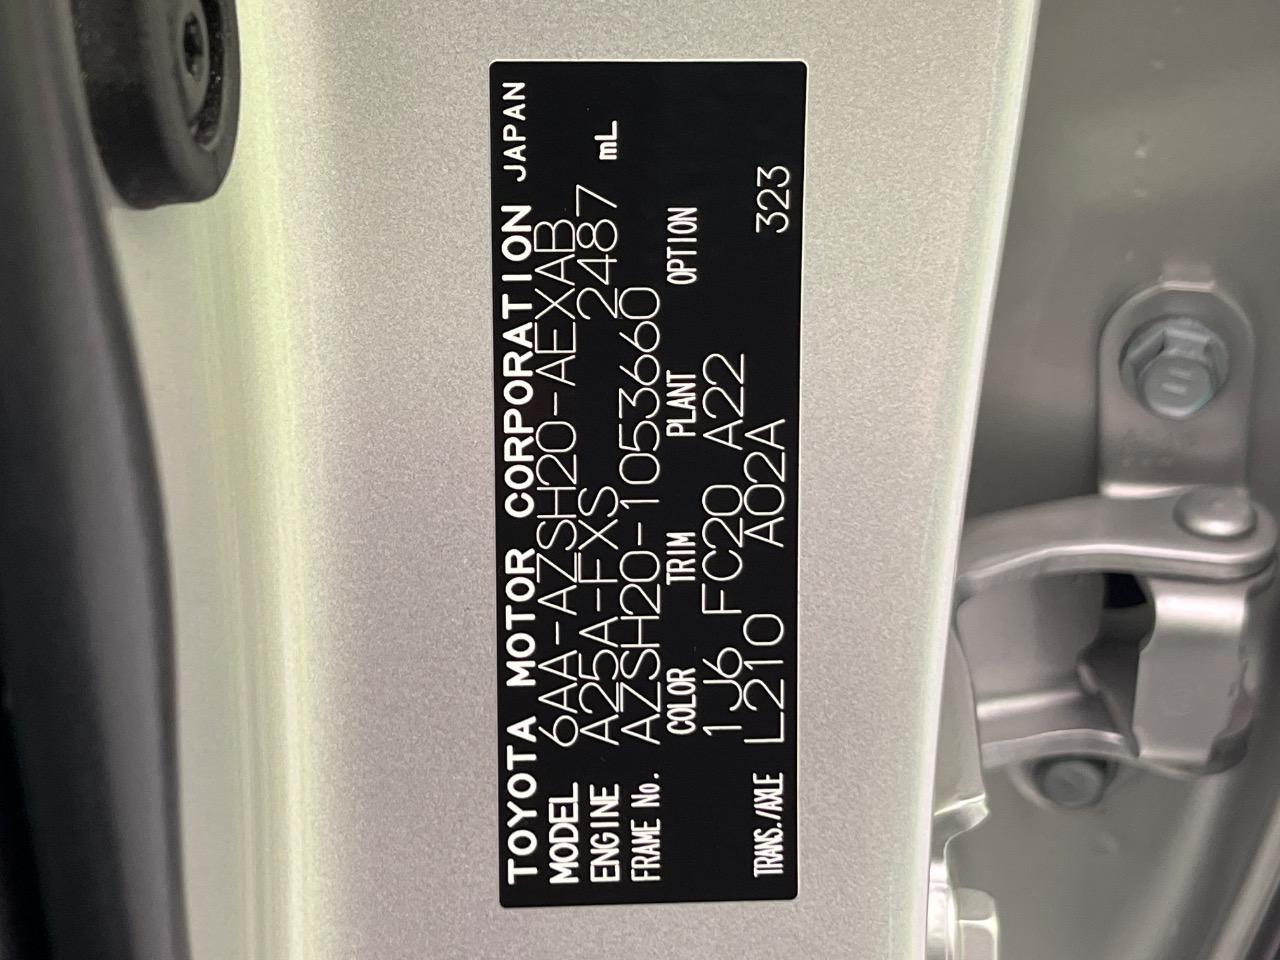 TOYOTA MOTOR CORPORATION JAPAN
MODEL 6AA-AZSH20-AEXAB
ENGINE A25A-FXS 2487 mL
FRAME No. AZSH20-1053660
COLOR TRIM PLANT OPTION
1J6 FC20 A22
TRANS./AXLE L210 A02A 323